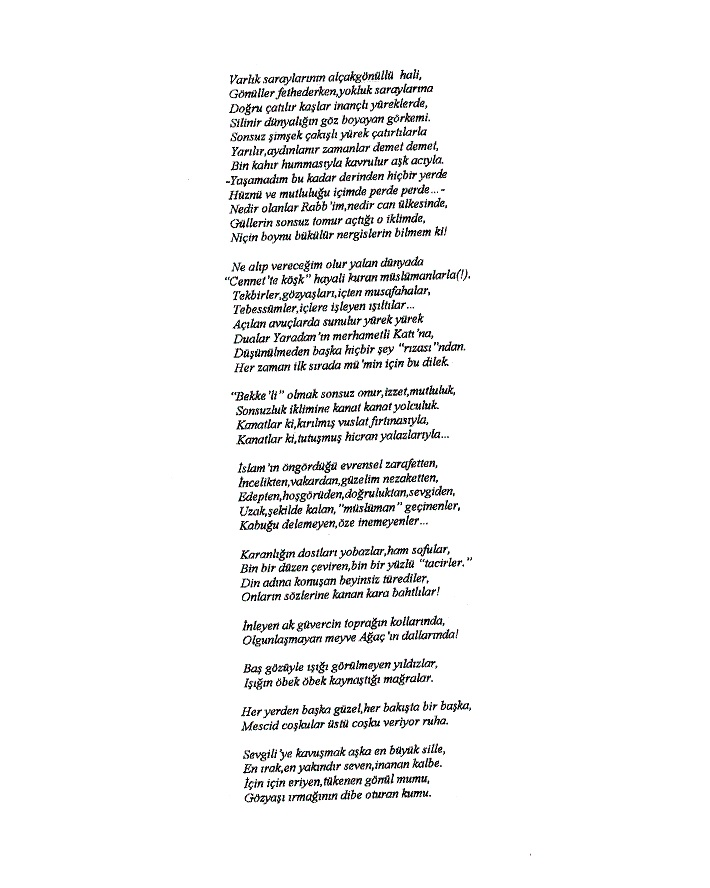 Varlık saraylarının alçakgönüllü hali,
Gönüller fethederken,yokluk saraylarına
Doğru çatılır kaşlar inançlı yüreklerde,
Silinir dünyalığın göz boyayan görkemi.
Sonsuz şimşek çakışlı yürek çatırtılarla
Yarılır,aydınlanır zamanlar demet demet,
Bin kahır hummasıyla kavrulur aşk acıyla.
-Yaşamadım bu kadar derinden hiçbir yerde
Hüznü ve mutluluğu içimde perde perde...-
Nedir olanlar Rabb'im,nedir can ülkesinde,
Güllerin sonsuz tomur açtığı o iklimde,
Niçin boynu bükülür nergislerin bilmem ki!

Ne alıp vereceğim olur yalan dünyada
"Cennet'te köşk" hayali kuran müslümanlarla(!).
Tekbirler,gözyaşları,içten musafahalar,
Tebessümler,içlere işleyen ışıltılar...
Açılan avuçlarda sunulur yürek yürek
Dualar Yaradan'ın merhametli Katı'na,
Düşünülmeden başka hiçbir şey "rızası"ndan.
Her zaman ilk sırada mü'min için bu dilek.

"Bekke'li" olmak sonsuz onur,izzet,mutluluk,
Sonsuzluk iklimine kanat kanat yolculuk.
Kanatlar ki,kırılmış vuslat fırtınasıyla,
Kanatlar ki,tutuşmuş hicran yalazlarıyla...

İslam'ın öngördüğü evrensel zarafetten,
İncelikten,vakardan,güzelim nezaketten,
Edepten,hoşgörüden,doğruluktan,sevgiden,
Uzak,şekilde kalan,"müslüman" geçinenler,
Kabuğu delemeyen,öze inemeyenler...

Karanlığın dostları yobazlar,ham sofular,
Bin bir düzen çeviren,bin bir yüzlü "tacirler."
Din adına konuşan beyinsiz türediler,
Onların sözlerine kanan kara bahtlılar!

İnleyen ak güvercin toprağın kollarında,
Olgunlaşmayan meyve Ağaç'ın dallarında!

Baş gözüyle ışığı görülmeyen yıldızlar,
Işığın öbek öbek kaynaştığı mağralar.

Her yerden başka güzel,her bakışta bir başka,
Mescid coşkular üstü coşku veriyor ruha.

Sevgili'ye kavuşmak aşka en büyük sille,
En ırak,en yakındır seven,inanan kalbe.
İçin için eriyen,tükenen gönül mumu,
Gözyaşı ırmağının dibe oturan kumu.